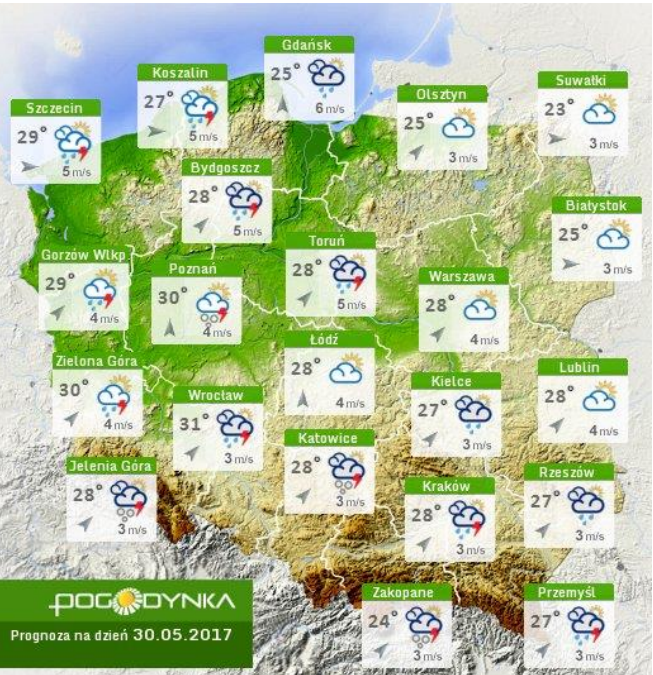 Gdańsk
25°
6 m/s
Koszalin
27°
5 m/s
Suwałki
23°
3 m/s
Olsztyn
25°
3 m/s
Szczecin
29°
5 m/s
Bydgoszcz
28°
5 m/s
Białystok
25°
3 m/s
Toruń
28°
5 m/s
Gorzów Wlkp
29°
4 m/s
Poznań
30°
4 m/s
Warszawa
28°
4 m/s
Łódź
28°
4 m/s
Zielona Góra
30°
4 m/s
Lublin
28°
4 m/s
Kielce
27°
3 m/s
Wrocław
31°
3 m/s
Katowice
28°
3 m/s
Jelenia Góra
28°
3 m/s
Rzeszów
27°
3 m/s
Kraków
28°
3 m/s
Zakopane
24°
3 m/s
Przemyśl
27°
3 m/s
POGODYNKA
Prognoza na dzień 30.05.2017